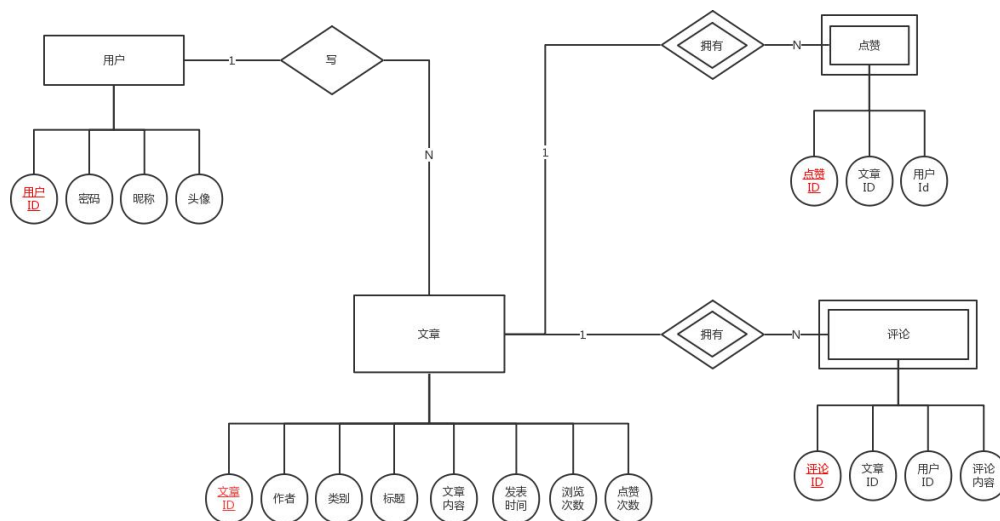 用户
1
写
N
用户
ID
密码
昵称
头像
拥有
N
点赞
1
点赞
ID
文章
ID
用户
Id
文章
1
拥有
N
评论
文章
ID
作者
类别
标题
文章
内容
发表
时间
浏览
次数
点赞
次数
评论
ID
文章
ID
用户
ID
评论
内容